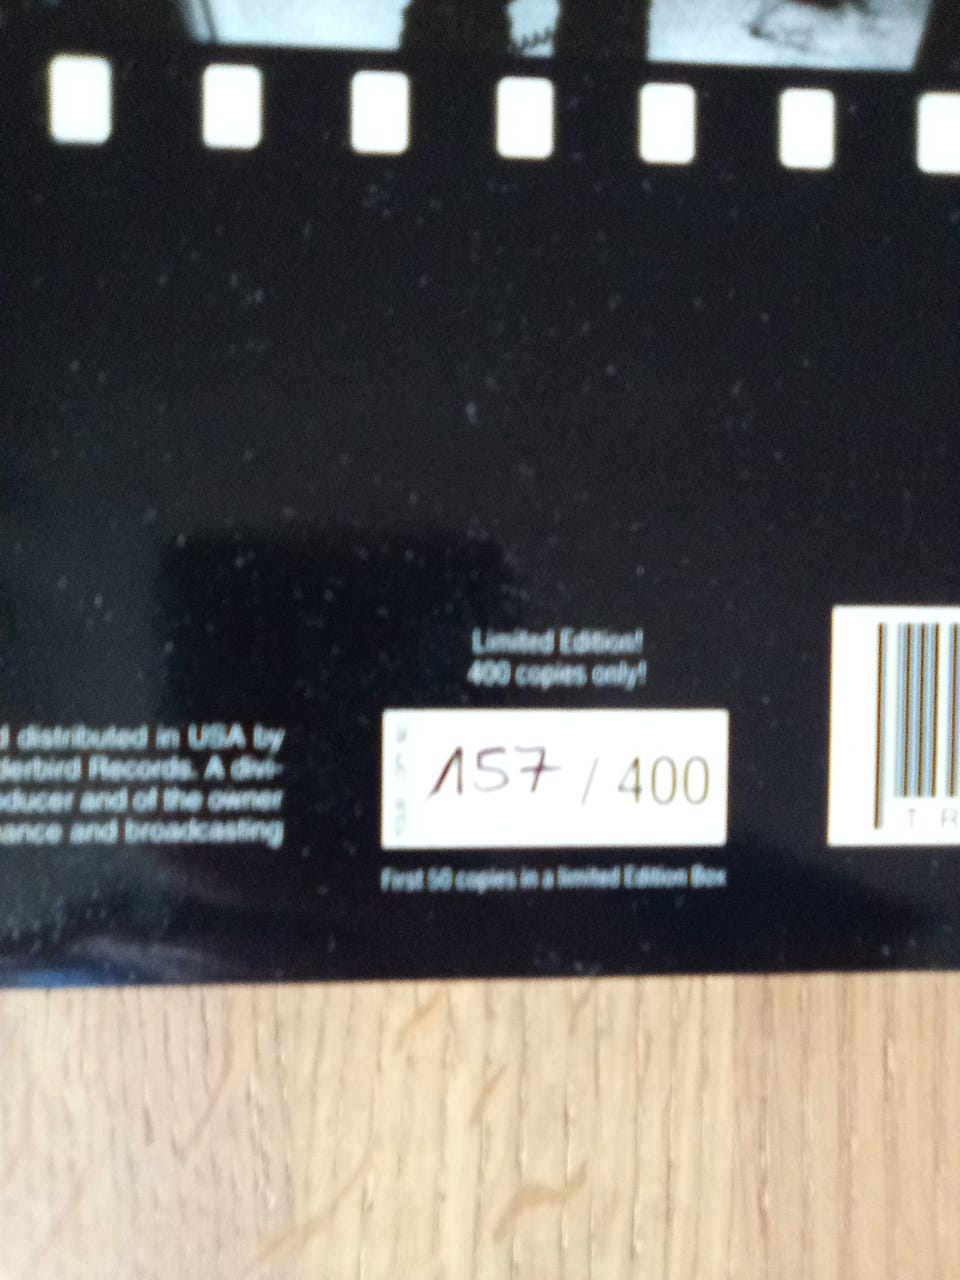 Limited Edition!
400 copies only!
distributed in USA by
derbird Records. A divi-
oducer and of the owner
ance and broadcasting
157 / 400
First 50 copies in a limited Edition Box
T R